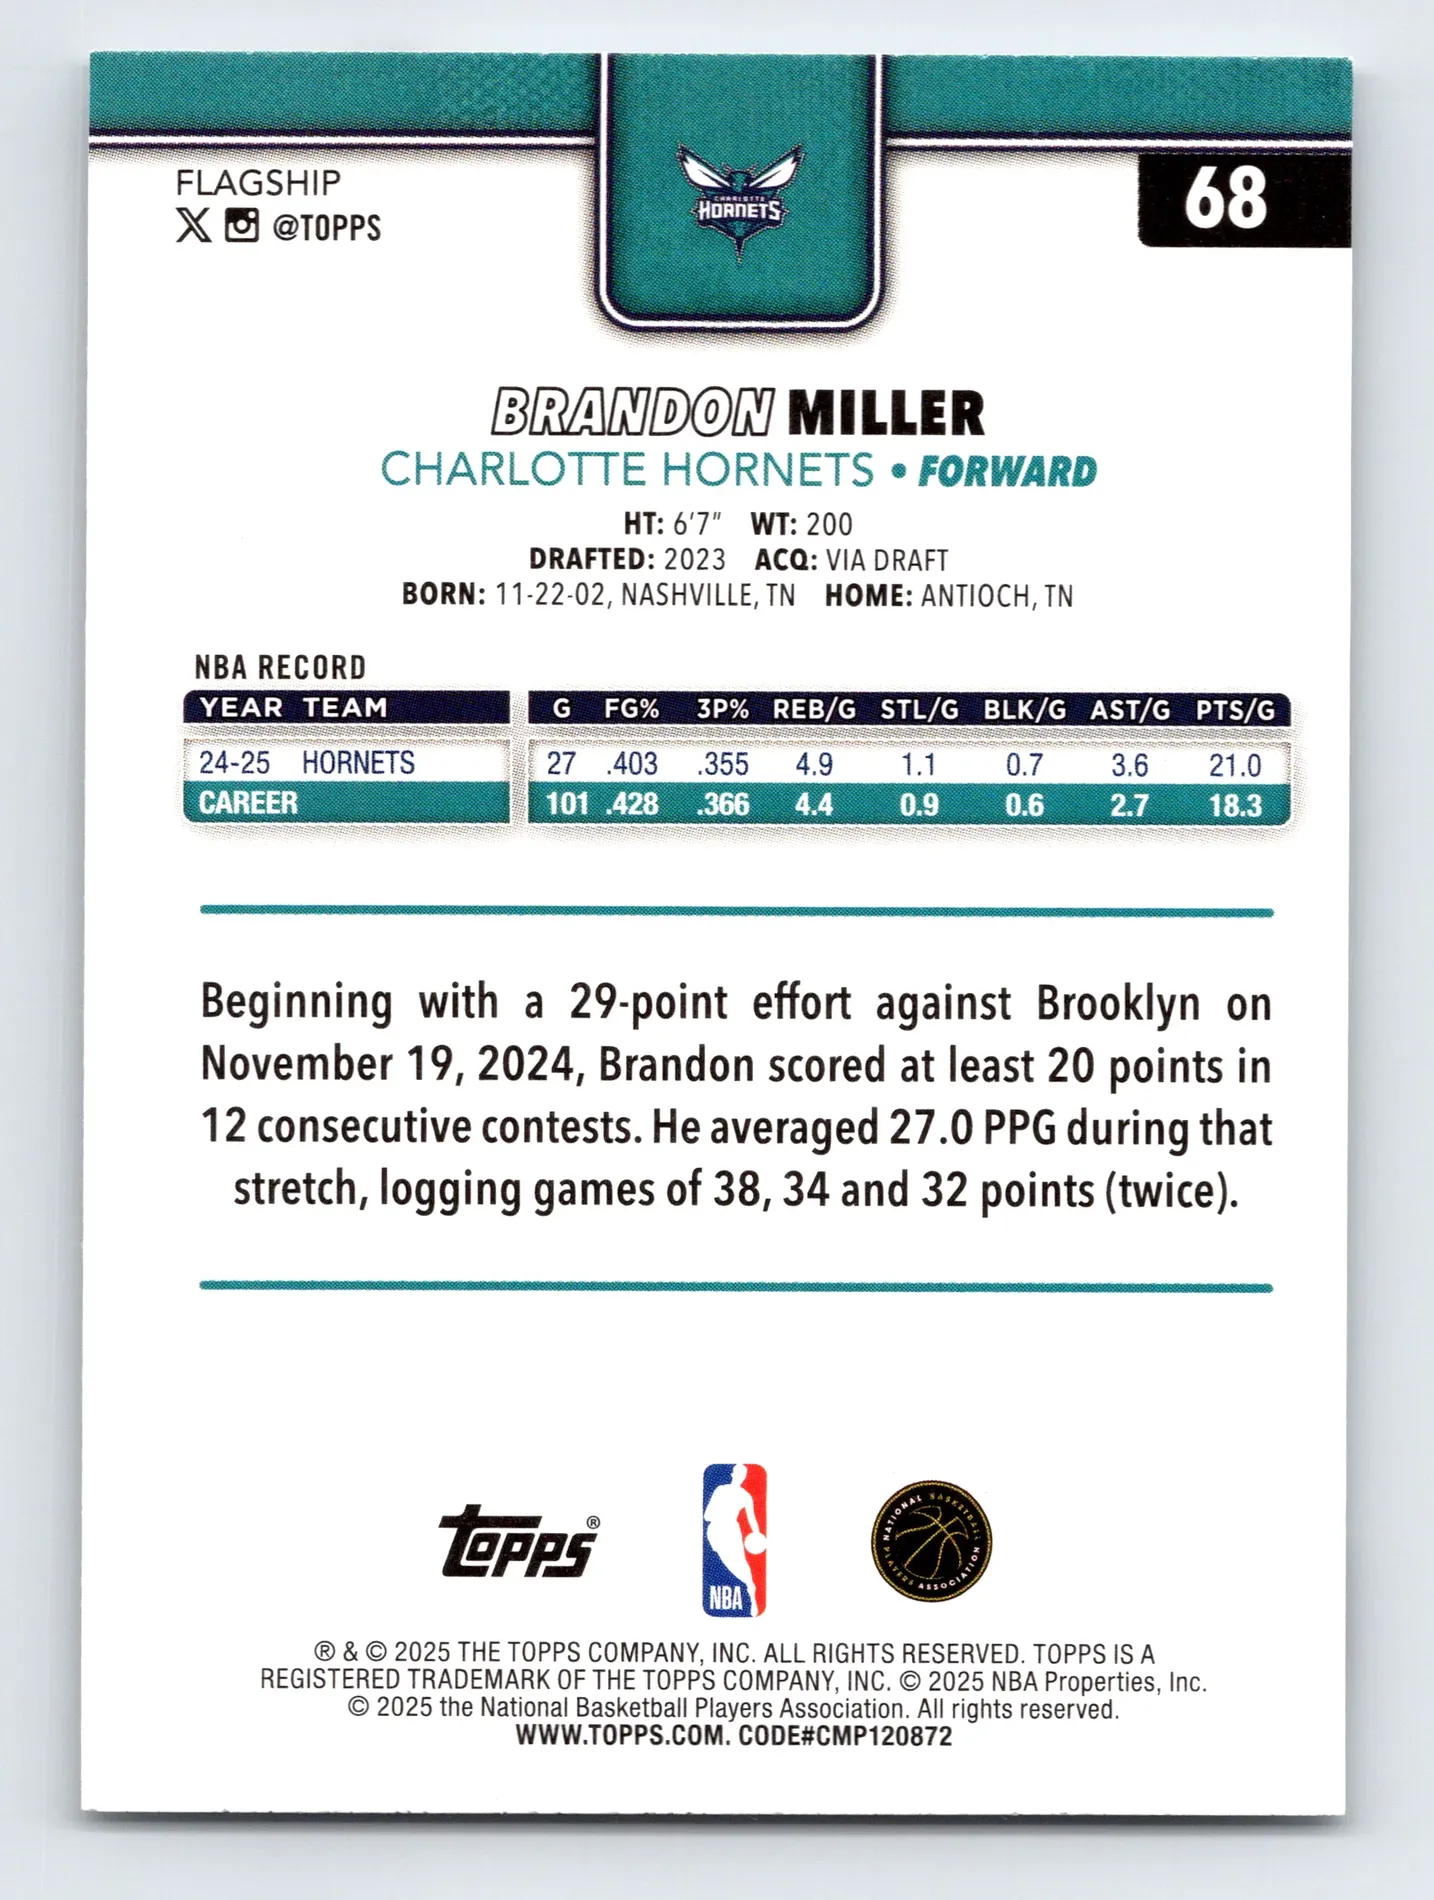 FLAGSHIP
@TOPPS
CHARLOTTE
HORNETS
68
BRANDON MILLER
CHARLOTTE HORNETS • FORWARD
HT: 6'7" WT: 200
DRAFTED: 2023 ACQ: VIA DRAFT
BORN: 11-22-02, NASHVILLE, TN HOME: ANTIOCH, TN
NBA RECORD
YEAR TEAM G FG% 3P% REB/G STL/G BLK/G AST/G PTS/G
24-25 HORNETS 27 .403 .355 4.9 1.1 0.7 3.6 21.0
CAREER 101 .428 .366 4.4 0.9 0.6 2.7 18.3
Beginning with a 29-point effort against Brooklyn on
November 19, 2024, Brandon scored at least 20 points in
12 consecutive contests. He averaged 27.0 PPG during that
stretch, logging games of 38, 34 and 32 points (twice).
Topps®
NBA
NATIONAL BASKETBALL PLAYERS ASSOCIATION
® & © 2025 THE TOPPS COMPANY, INC. ALL RIGHTS RESERVED. TOPPS IS A
REGISTERED TRADEMARK OF THE TOPPS COMPANY, INC. © 2025 NBA Properties, Inc.
© 2025 the National Basketball Players Association. All rights reserved.
WWW.TOPPS.COM. CODE#CMP120872